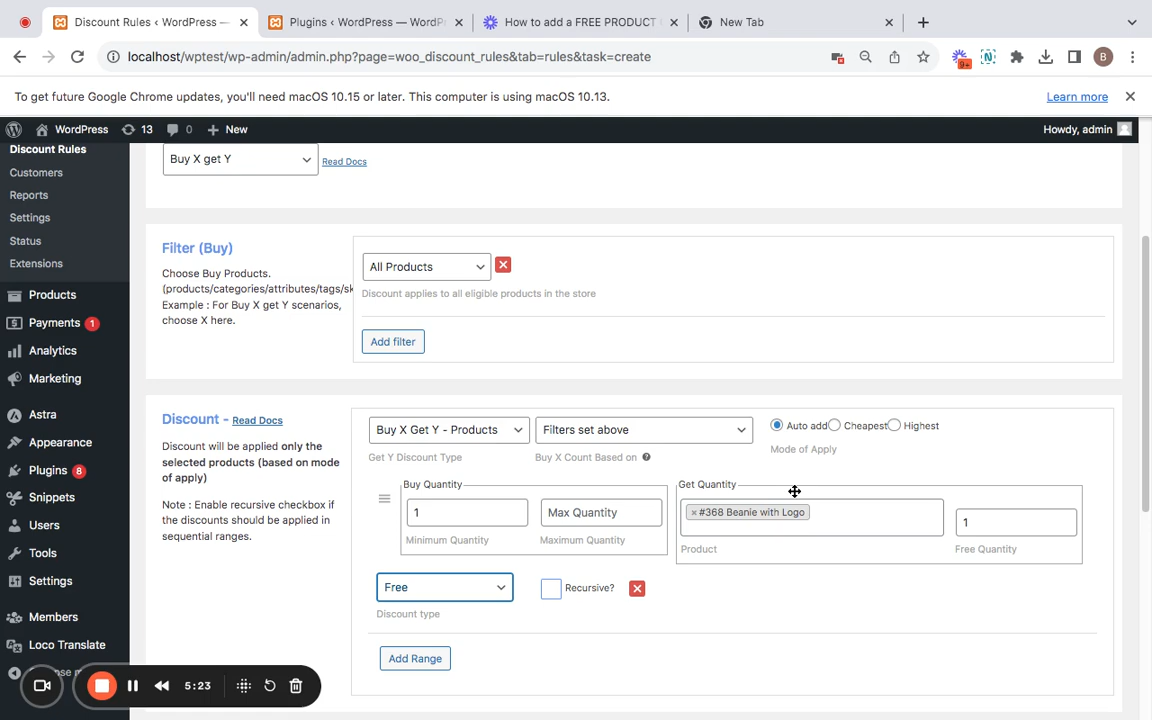 Discount Rules ‹ WordPress —
Plugins ‹ WordPress — WordPr
How to add a FREE PRODUCT
New Tab
localhost/wptest/wp-admin/admin.php?page=woo_discount_rules&tab=rules&task=create
9+
B
To get future Google Chrome updates, you'll need macOS 10.15 or later. This computer is using macOS 10.13.
Learn more
WordPress
13
0
New
Howdy, admin
Discount Rules
Customers
Reports
Settings
Status
Extensions
Products
Payments 1
Analytics
Marketing
Astra
Appearance
Plugins 8
Snippets
Users
Tools
Settings
Members
Loco Translate
5:23
Buy X get Y
Read Docs
Filter (Buy)
Choose Buy Products.
(products/categories/attributes/tags/sk
Example : For Buy X get Y scenarios,
choose X here.
All Products
Discount applies to all eligible products in the store
Add filter
Discount - Read Docs
Discount will be applied only the
selected products (based on mode
of apply)
Note : Enable recursive checkbox if
the discounts should be applied in
sequential ranges.
Buy X Get Y - Products
Filters set above
Auto add
Cheapest
Highest
Get Y Discount Type
Buy X Count Based on
Mode of Apply
Buy Quantity
1
Max Quantity
Minimum Quantity
Maximum Quantity
Get Quantity
× #368 Beanie with Logo
1
Product
Free Quantity
Free
Recursive?
Discount type
Add Range